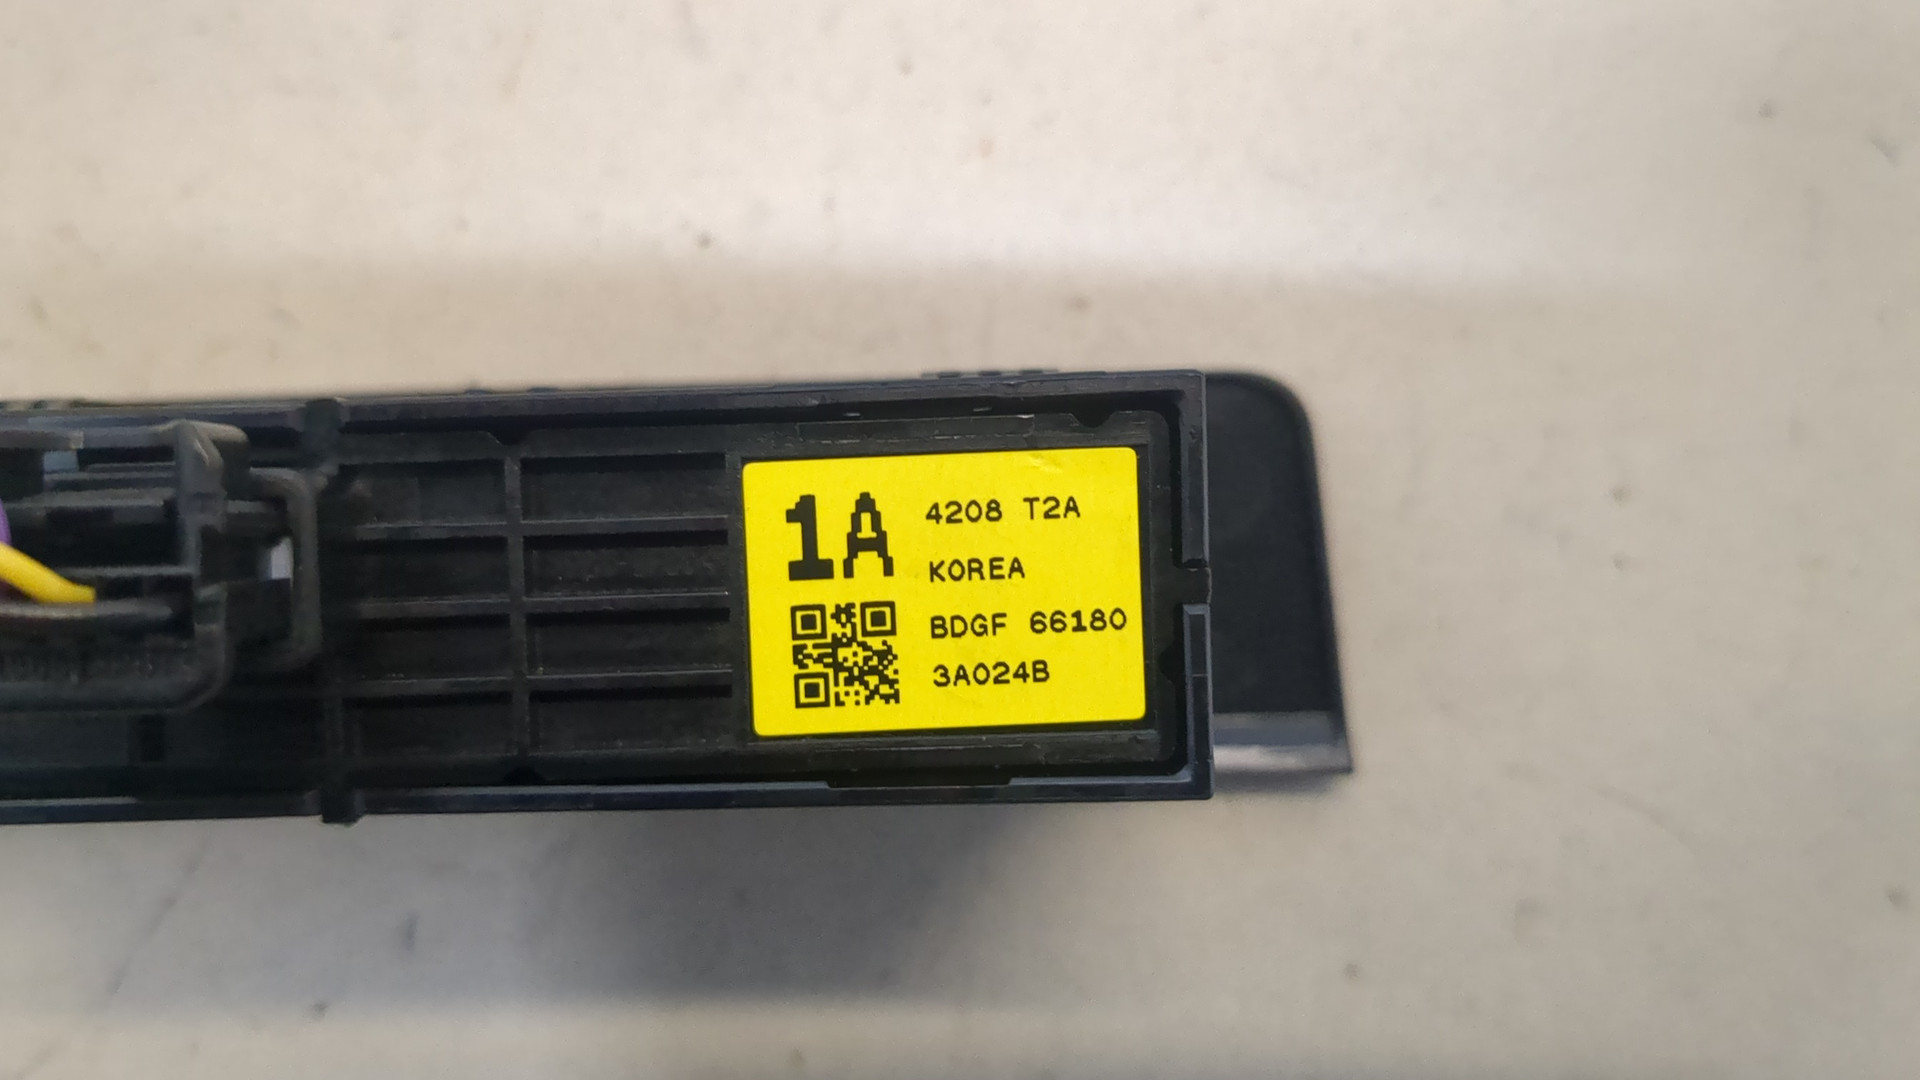 1A
4208 T2A
KOREA
BDGF 66180
3A024B